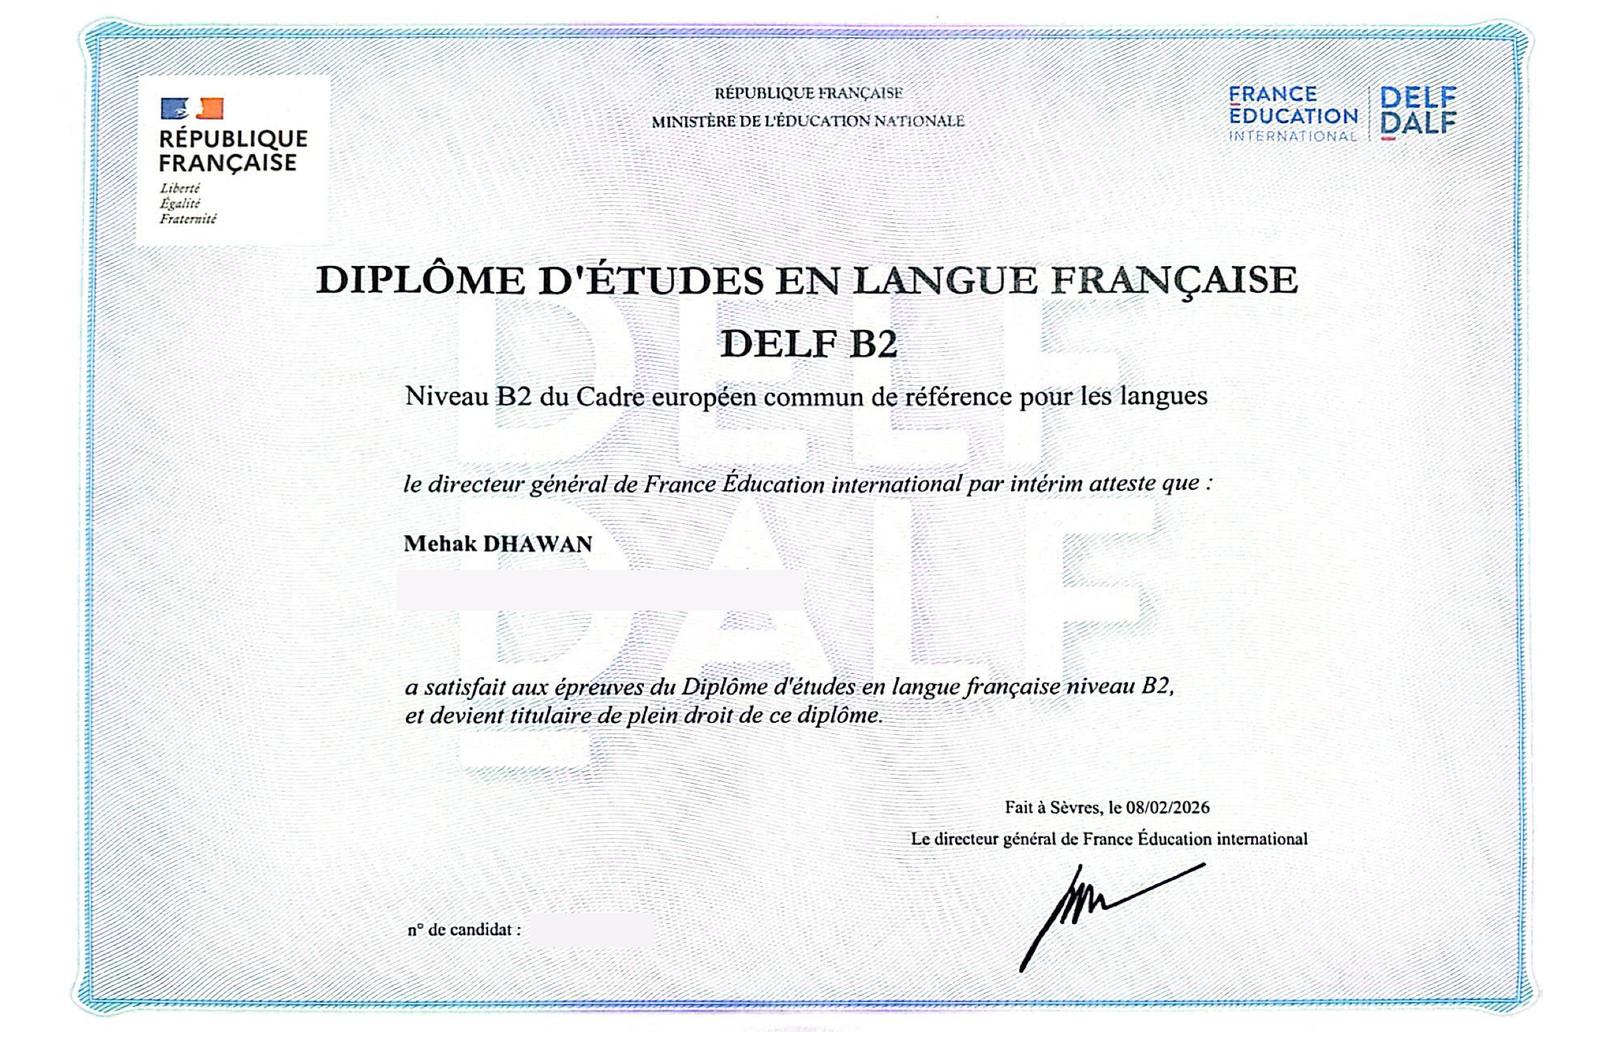 RÉPUBLIQUE
FRANÇAISE
Liberté
Égalité
Fraternité
RÉPUBLIQUE FRANÇAISE
MINISTÈRE DE L'ÉDUCATION NATIONALE
FRANCE
ÉDUCATION
INTERNATIONAL
DELF
DALF
DIPLÔME D'ÉTUDES EN LANGUE FRANÇAISE
DELF B2
Niveau B2 du Cadre européen commun de référence pour les langues
le directeur général de France Éducation international par intérim atteste que :
Mehak DHAWAN
a satisfait aux épreuves du Diplôme d'études en langue française niveau B2,
et devient titulaire de plein droit de ce diplôme.
Fait à Sèvres, le 08/02/2026
Le directeur général de France Éducation international
n° de candidat :
DELF
DALF